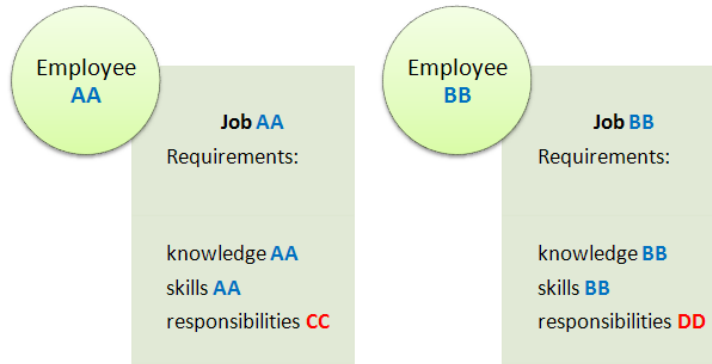 Employee
AA
Job AA
Requirements:
knowledge AA
skills AA
responsibilities CC
Employee
BB
Job BB
Requirements:
knowledge BB
skills BB
responsibilities DD